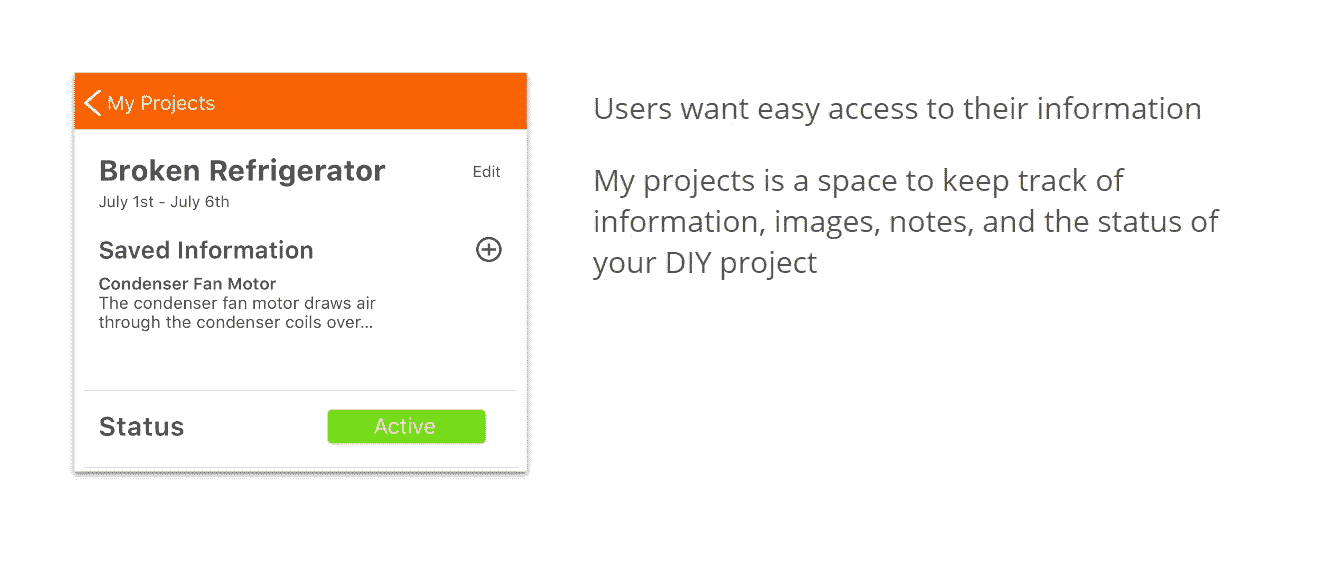 My Projects
Broken Refrigerator
Edit
July 1st - July 6th
Saved Information
Condenser Fan Motor
The condenser fan motor draws air
through the condenser coils over...
Status
Active
Users want easy access to their information
My projects is a space to keep track of
information, images, notes, and the status of
your DIY project